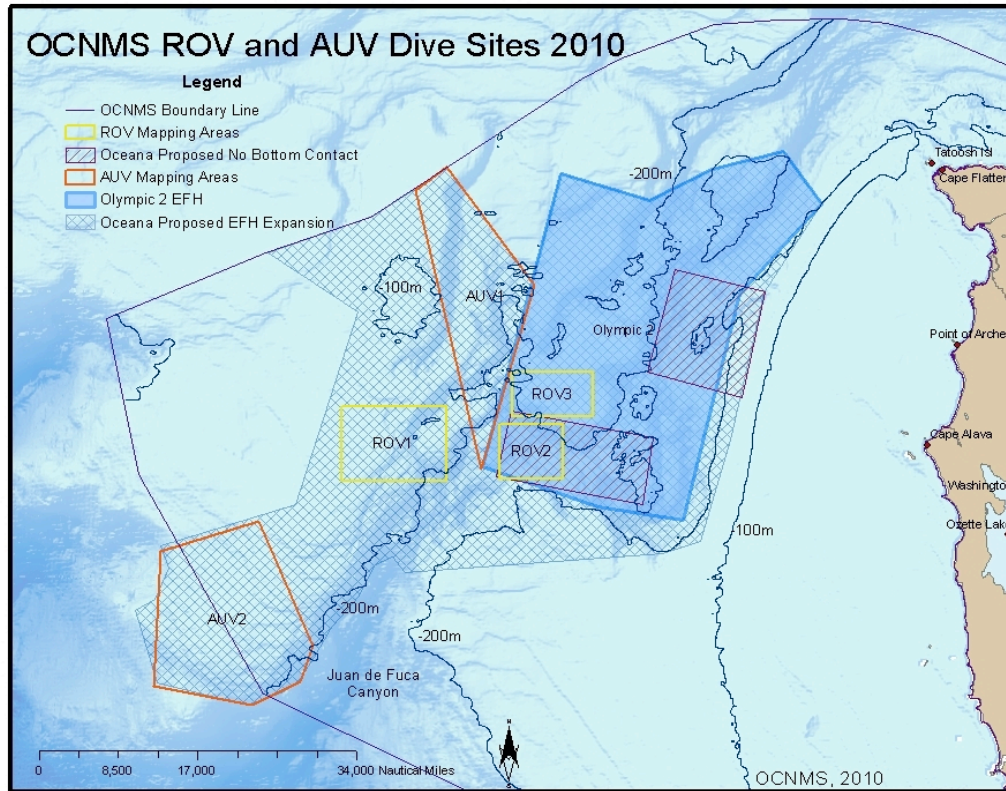 OCNMS ROV and AUV Dive Sites 2010
Legend
OCNMS Boundary Line
ROV Mapping Areas
Oceana Proposed No Bottom Contact
AUV Mapping Areas
Olympic 2 EFH
Oceana Proposed EFH Expansion
-200m
Tatoosh Isl
Cape Flatter
-100m
AUV1
Olympic 2
Point of Arche
ROV3
ROV1
ROV2
Cape Alava
Washington
Ozette Lake
100m
AUV2
-200m
-200m
Juan de Fuca
Canyon
0 8,500 17,000 34,000 Nautical Miles
OCNMS, 2010